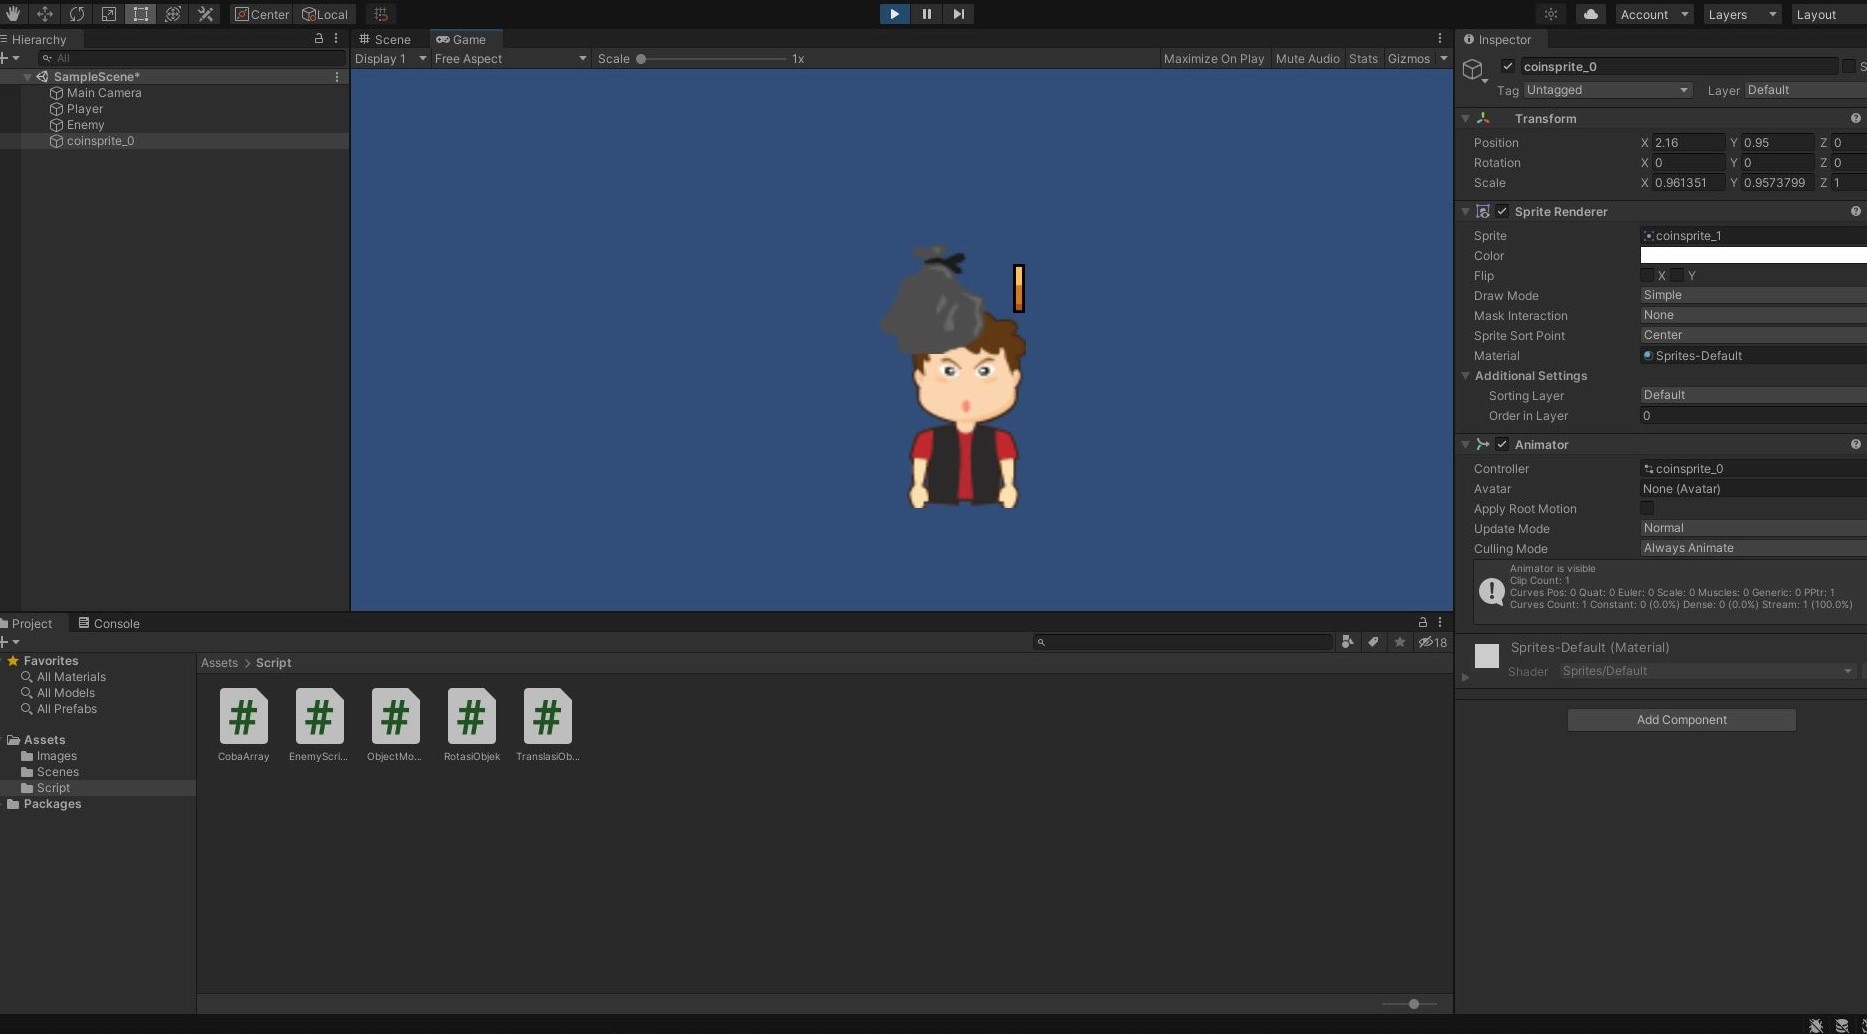 Center
Local
Account
Layers
Layout
Hierarchy
All
SampleScene*
Main Camera
Player
Enemy
coinsprite_0
Scene
Game
Display 1
Free Aspect
Scale
1x
Maximize On Play
Mute Audio
Stats
Gizmos
Inspector
coinsprite_0
S
Tag Untagged
Layer Default
Transform
Position X 2.16 Y 0.95 Z 0
Rotation X 0 Y 0 Z 0
Scale X 0.961351 Y 0.9573799 Z 1
Sprite Renderer
Sprite coinsprite_1
Color
Flip X Y
Draw Mode Simple
Mask Interaction None
Sprite Sort Point Center
Material Sprites-Default
Additional Settings
Sorting Layer Default
Order in Layer 0
Animator
Controller coinsprite_0
Avatar None (Avatar)
Apply Root Motion
Update Mode Normal
Culling Mode Always Animate
Animator is visible
Clip Count: 1
Curves Pos: 0 Quat: 0 Euler: 0 Scale: 0 Muscles: 0 Generic: 0 PPtr: 1
Curves Count: 1 Constant: 0 (0.0%) Dense: 0 (0.0%) Stream: 1 (100.0%)
Sprites-Default (Material)
Shader Sprites/Default
Add Component
Project
Console
18
Favorites
All Materials
All Models
All Prefabs
Assets
Images
Scenes
Script
Packages
Assets > Script
# # # # #
CobaArray EnemyScri... ObjectMo... RotasiObjek TranslasiOb...